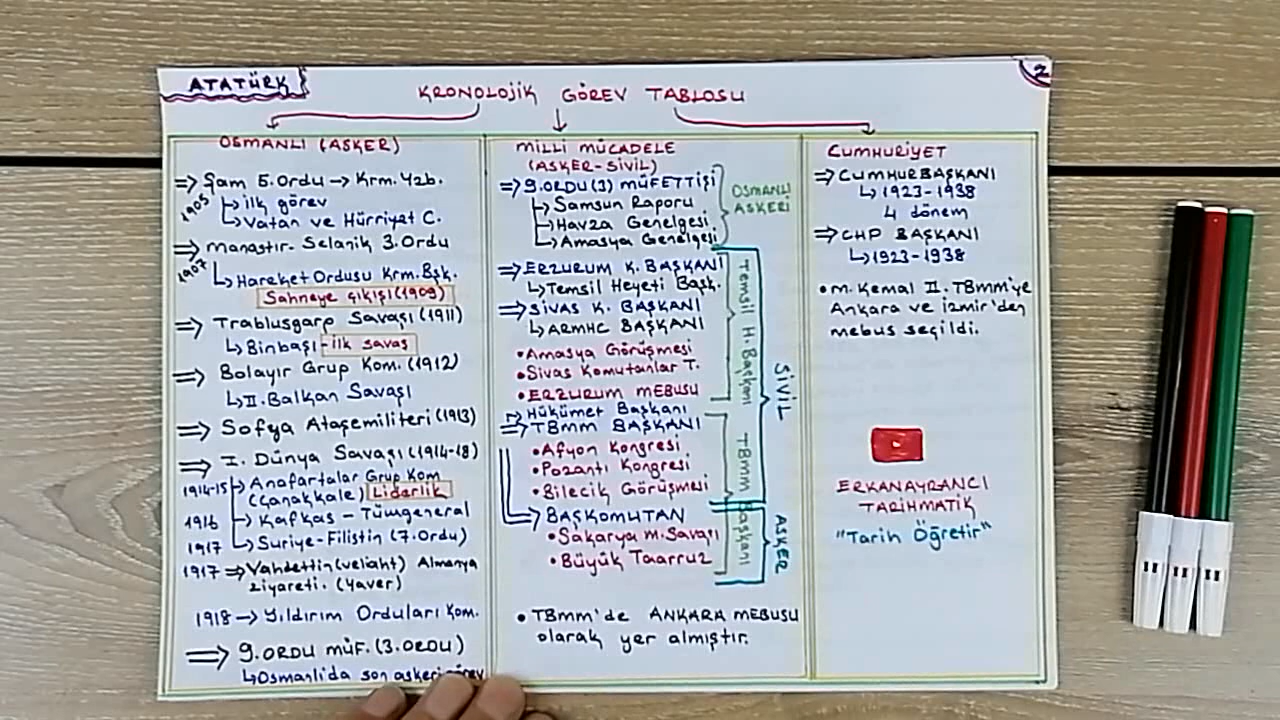 ATATÜRK
2
KRONOLOJİK GÖREV TABLOSU
OSMANLI (ASKER)
⇒ Şam 5.Ordu → Krm. Yzb.
1905
↳ İlk görev
↳ Vatan ve Hürriyet C.
⇒ Manastır- Selanik 3.Ordu
1907
↳ Hareket Ordusu Krm. Bşk.
Sahneye çıkışı (1909)
⇒ Trablusgarp Savaşı (1911)
↳ Binbaşı - ilk savaş
⇒ Bolayır Grup Kom. (1912)
↳ II. Balkan Savaşı
⇒ Sofya Ataşemiliteri (1913)
⇒ I. Dünya Savaşı (1914-18)
1914-15 → Anafartalar Grup Kom
(Çanakkale) Liderlik
1916 → Kafkas - Tümgeneral
1917 ↳ Suriye-Filistin (7.Ordu)
1917 ⇒ Vahdettin (veliaht) Almanya
ziyareti. (Yaver)
1918 → Yıldırım Orduları Kom.
⇒ 9.ORDU MÜF. (3.ORDU)
↳ Osmanlı'da son askeri görev
MİLLİ MÜCADELE
(ASKER-SİVİL)
⇒ 9.ORDU (3) MÜFETTİŞİ
→ Samsun Raporu
→ Havza Genelgesi
→ Amasya Genelgesi
OSMANLI
ASKERİ
⇒ ERZURUM K. BAŞKANI
↳ Temsil Heyeti Başk.
⇒ SİVAS K. BAŞKANI
↳ ARMHC BAŞKANI
• Amasya Görüşmesi
• Sivas Komutanlar T.
• ERZURUM MEBUSU
TEMSİL H. Başkanı
→ Hükümet Başkanı
⇒ TBMM BAŞKANI
• Afyon Kongresi
• Pozantı Kongresi
• Bilecik Görüşmesi
⇒ BAŞKOMUTAN
• Sakarya M. Savaşı
• Büyük Taarruz
TBMM Başkanı
SİVİL
ASKER
• TBMM'de ANKARA MEBUSU
olarak yer almıştır.
CUMHURİYET
⇒ CUMHURBAŞKANI
↳ 1923-1938
4 dönem
⇒ CHP BAŞKANI
↳ 1923-1938
• M. Kemal II. TBMM'ye
Ankara ve İzmir'den
mebus seçildi.
ERKANAYRANCI
TARİHMATİK
"Tarih Öğretir"